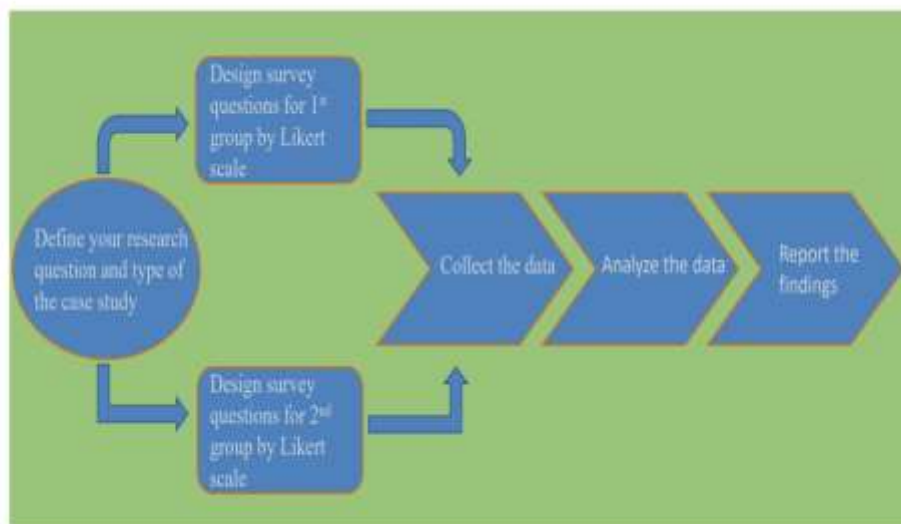 Design survey
questions for 1st
group by Likert
scale
Define your research
question and type of
the case study
Collect the data
Analyze the data
Report the
findings
Design survey
questions for 2nd
group by Likert
scale